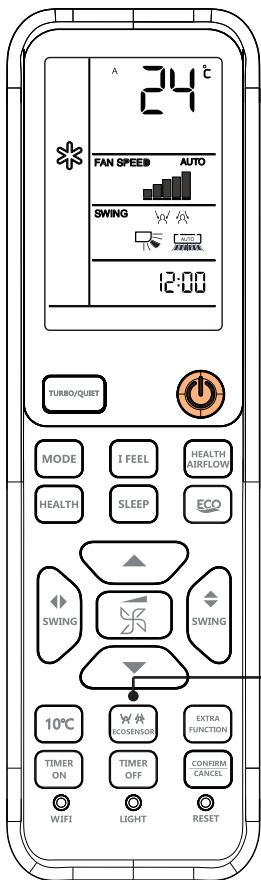 A
24°c
FAN SPEED AUTO
SWING
AUTO
12:00
TURBO/QUIET
MODE
I FEEL
HEALTH
AIRFLOW
HEALTH
SLEEP
ECO
SWING
SWING
10℃
ECOSENSOR
EXTRA
FUNCTION
TIMER
ON
TIMER
OFF
CONFIRM
CANCEL
WIFI
LIGHT
RESET